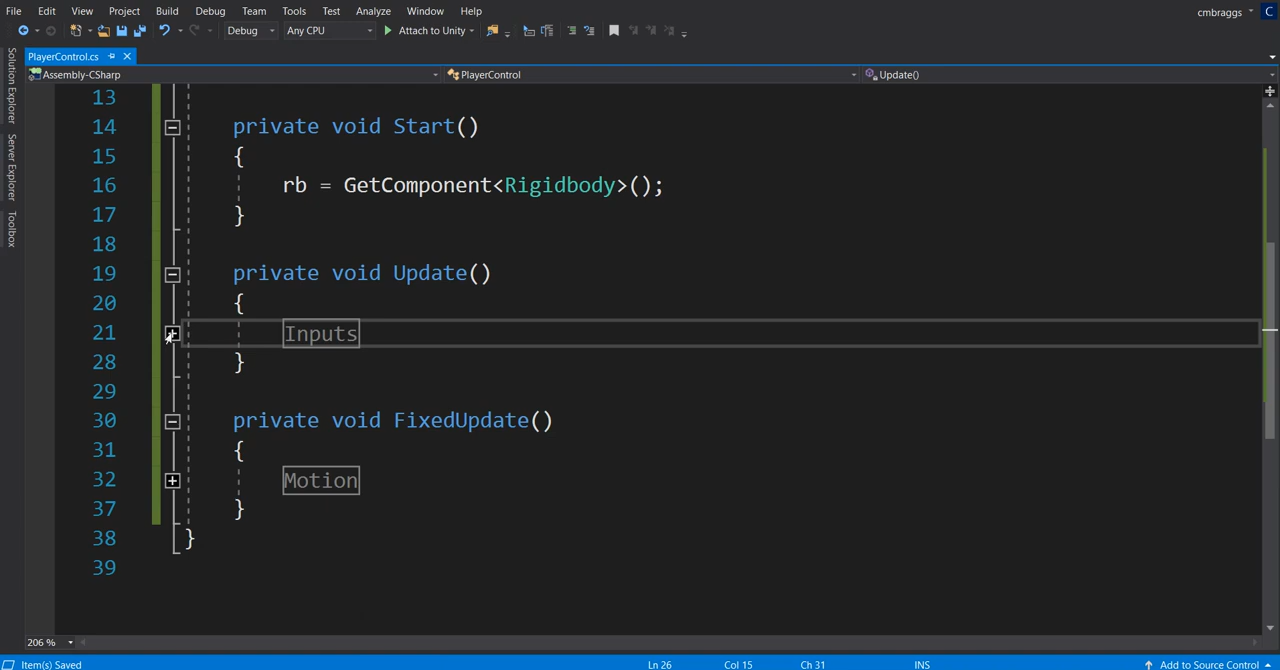 File Edit View Project Build Debug Team Tools Test Analyze Window Help cmbraggs C
Debug Any CPU Attach to Unity
PlayerControl.cs
Assembly-CSharp PlayerControl Update()
Solution Explorer
Server Explorer
Toolbox
13
14 private void Start()
15 {
16 rb = GetComponent<Rigidbody>();
17 }
18
19 private void Update()
20 {
21 Inputs
28 }
29
30 private void FixedUpdate()
31 {
32 Motion
37 }
38 }
39
206 %
Item(s) Saved Ln 26 Col 15 Ch 31 INS Add to Source Control